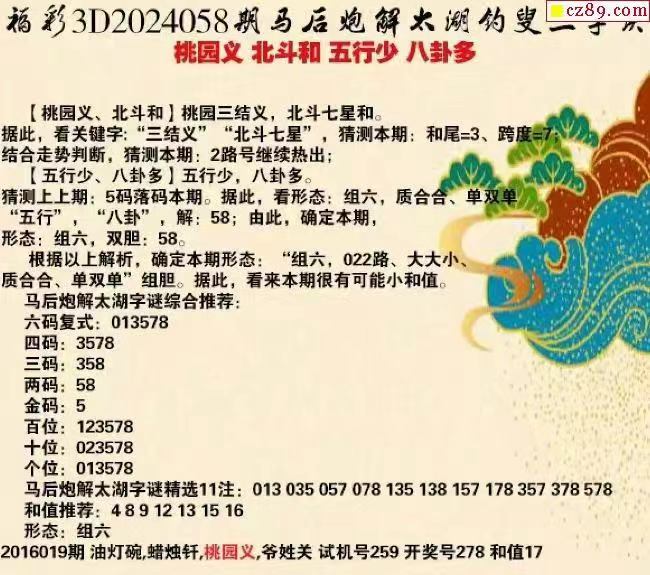 cz89.com
福彩3D2024058期马后炮解太湖钓叟三字诀
桃园义 北斗和 五行少 八卦多
【桃园义、北斗和】桃园三结义，北斗七星和。
据此，看关键字：“三结义”“北斗七星”，猜测本期：和尾=3、跨度=7；
结合走势判断，猜测本期：2路号继续热出；
【五行少、八卦多】五行少，八卦多。
猜测上上期：5码落码本期。据此，看形态：组六，质合合、单双单
“五行”，“八卦”，解：58；由此，确定本期，
形态：组六，双胆：58。
根据以上解析，确定本期形态：“组六，022路、大大小、
质合合、单双单”组胆。据此，看来本期很有可能小和值。
马后炮解太湖字谜综合推荐：
六码复式：013578
四码：3578
三码：358
两码：58
金码：5
百位：123578
十位：023578
个位：013578
马后炮解太湖字谜精选11注：013 035 057 078 135 138 157 178 357 378 578
和值推荐：4 8 9 12 13 15 16
形态：组六
2016019期 油灯碗,蜡烛钎,桃园义,爷姓关 试机号259 开奖号278 和值17